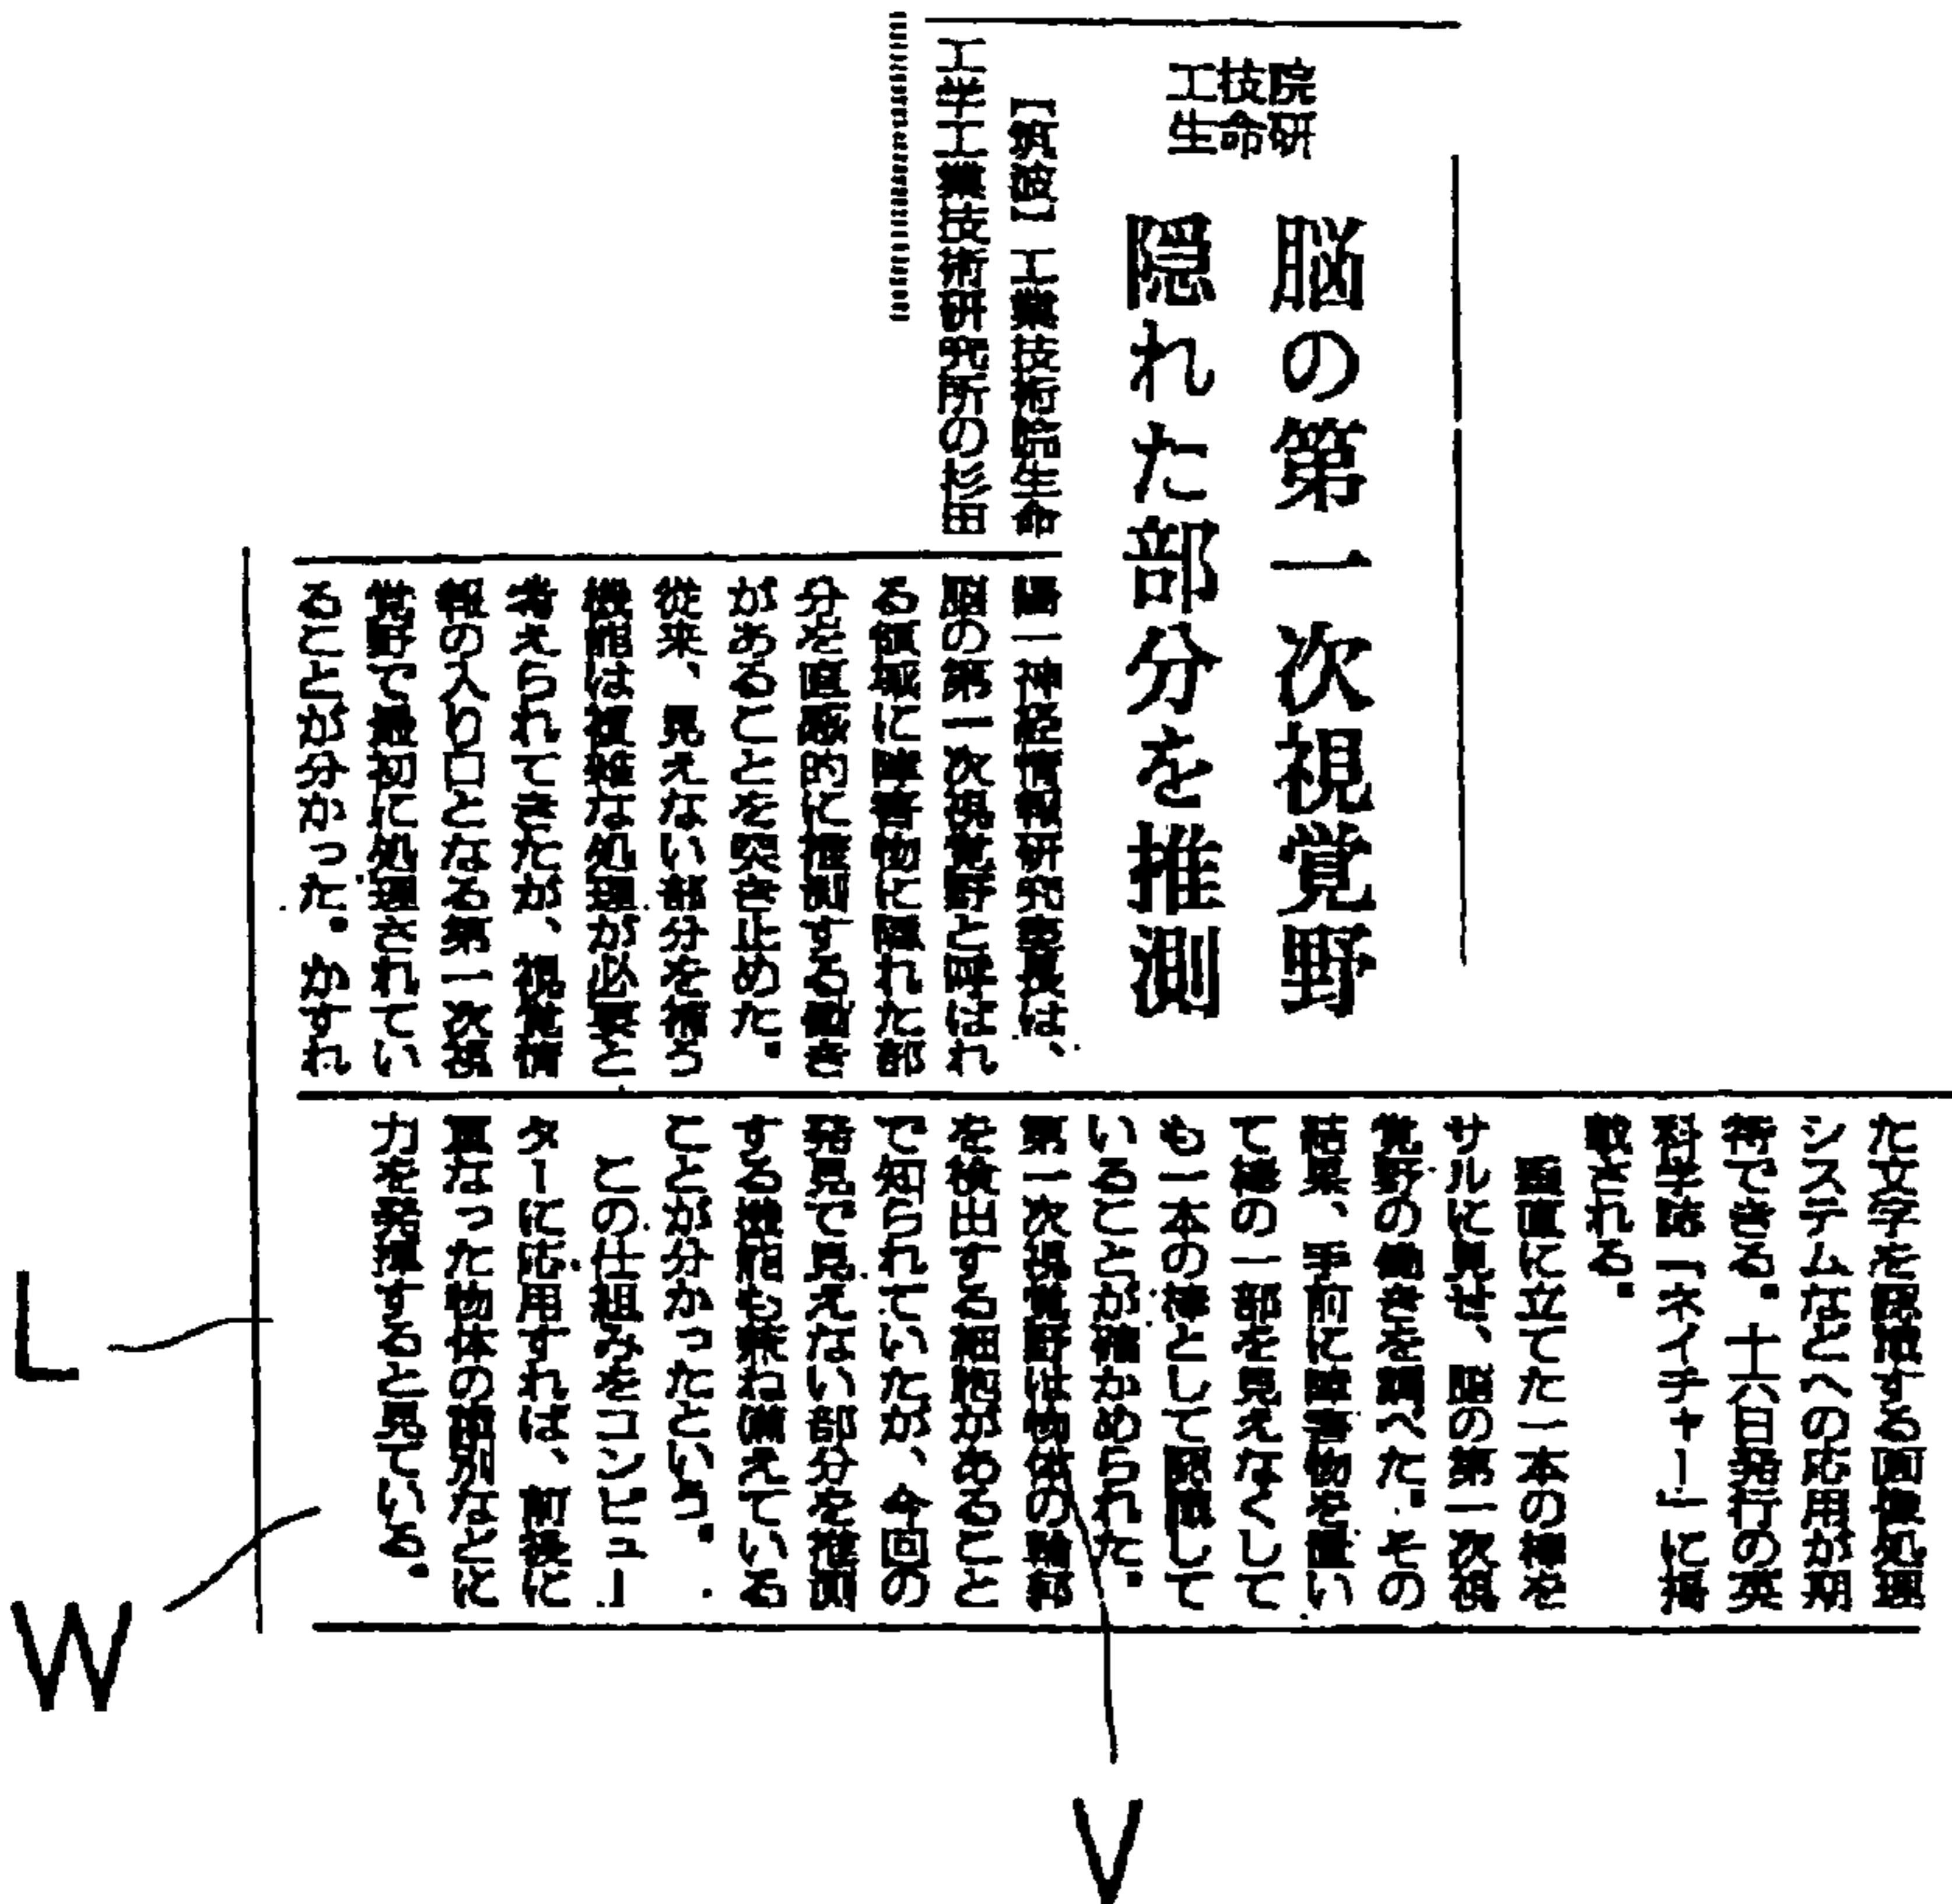 工技院
生命研
脳の第一次視覚野
隠れた部分を推測
【筑波】工業技術院生命
工学工業技術研究所の杉田
陽一神経情報研究室長は、
脳の第一次視覚野と呼ばれ
る領域に障害物に隠れた部
分を直感的に推測する働き
があることを突き止めた。
従来、見えない部分を補う
機能は複雑な処理が必要と
考えられてきたが、視覚情
報の入り口となる第一次視
覚野で最初に処理されてい
ることが分かった。かすれ
た文字を認識する画像処理
システムなどへの応用が期
待できる。十六日発行の英
科学誌「ネイチャー」に掲
載される。
垂直に立てた一本の棒を
サルに見せ、脳の第一次視
覚野の働きを調べた。その
結果、手前に障害物を置い
て棒の一部を見えなくして
も一本の棒として認識して
いることが確かめられた。
第一次視覚野は物体の輪郭
を検出する細胞があること
で知られていたが、今回の
発見で見えない部分を推測
する機能も兼ね備えている
ことが分かったという。
この仕組みをコンピュー
ターに応用すれば、前後に
重なった物体の識別などに
力を発揮すると見ている。
L
W
V